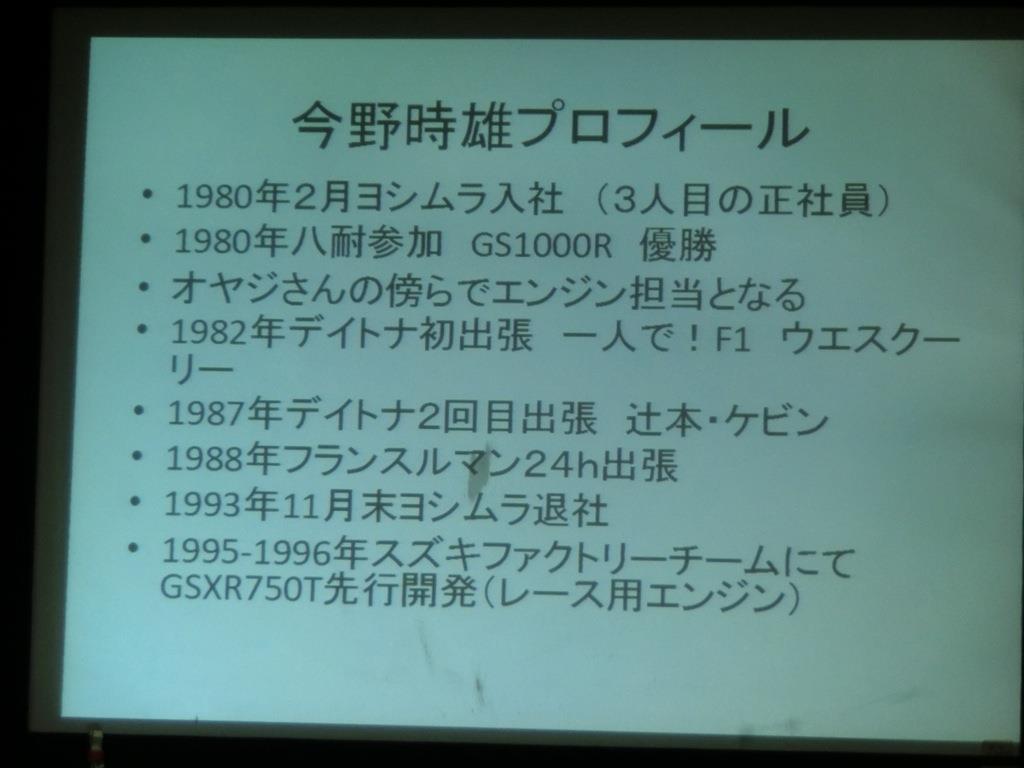 今野時雄プロフィール
• 1980年２月ヨシムラ入社　（３人目の正社員）
• 1980年八耐参加　GS1000R　優勝
• オヤジさんの傍らでエンジン担当となる
• 1982年デイトナ初出張　一人で！F1　ウエスクー
リー
• 1987年デイトナ２回目出張　辻本・ケビン
• 1988年フランスルマン２４ｈ出張
• 1993年11月末ヨシムラ退社
• 1995-1996年スズキファクトリーチームにて
GSXR750T先行開発（レース用エンジン）